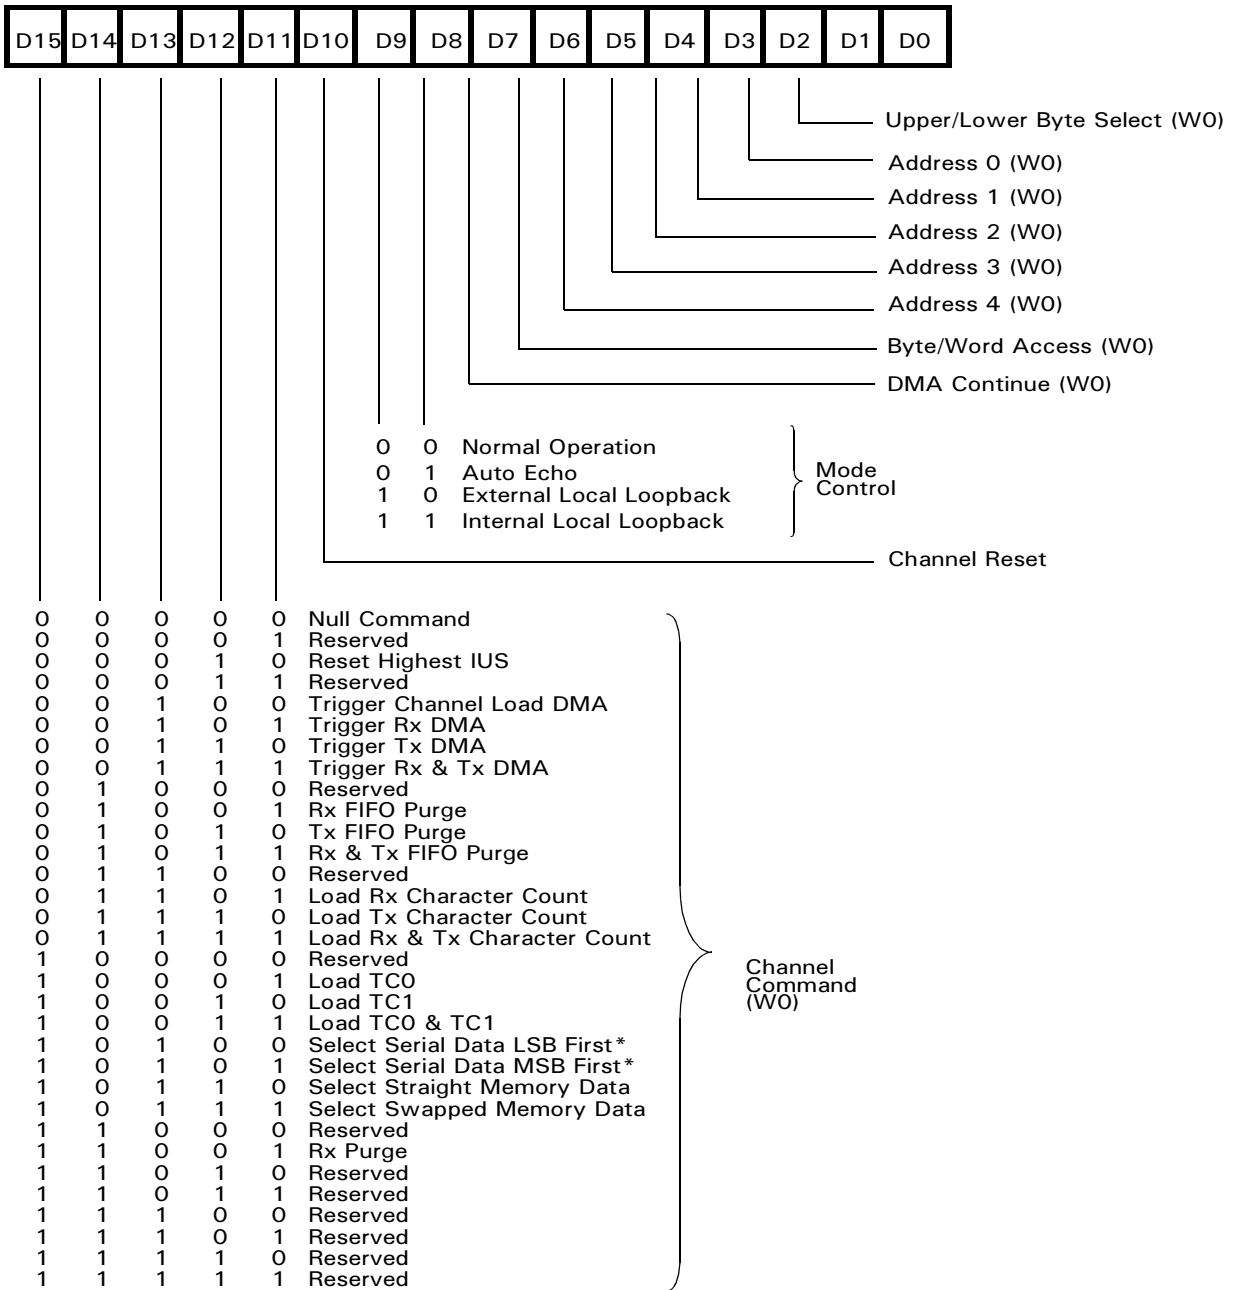 D15 D14 D13 D12 D11 D10 D9 D8 D7 D6 D5 D4 D3 D2 D1 D0
Upper/Lower Byte Select (W0)
Address 0 (W0)
Address 1 (W0)
Address 2 (W0)
Address 3 (W0)
Address 4 (W0)
Byte/Word Access (W0)
DMA Continue (W0)
0 0 Normal Operation
0 1 Auto Echo
1 0 External Local Loopback
1 1 Internal Local Loopback
Mode
Control
Channel Reset
0 0 0 0 0 Null Command
0 0 0 0 1 Reserved
0 0 0 1 0 Reset Highest IUS
0 0 0 1 1 Reserved
0 0 1 0 0 Trigger Channel Load DMA
0 0 1 0 1 Trigger Rx DMA
0 0 1 1 0 Trigger Tx DMA
0 0 1 1 1 Trigger Rx & Tx DMA
0 1 0 0 0 Reserved
0 1 0 0 1 Rx FIFO Purge
0 1 0 1 0 Tx FIFO Purge
0 1 0 1 1 Rx & Tx FIFO Purge
0 1 1 0 0 Reserved
0 1 1 0 1 Load Rx Character Count
0 1 1 1 0 Load Tx Character Count
0 1 1 1 1 Load Rx & Tx Character Count
1 0 0 0 0 Reserved
1 0 0 0 1 Load TC0
1 0 0 1 0 Load TC1
1 0 0 1 1 Load TC0 & TC1
1 0 1 0 0 Select Serial Data LSB First*
1 0 1 0 1 Select Serial Data MSB First*
1 0 1 1 0 Select Straight Memory Data
1 0 1 1 1 Select Swapped Memory Data
1 1 0 0 0 Reserved
1 1 0 0 1 Rx Purge
1 1 0 1 0 Reserved
1 1 0 1 1 Reserved
1 1 1 0 0 Reserved
1 1 1 0 1 Reserved
1 1 1 1 0 Reserved
1 1 1 1 1 Reserved
Channel
Command
(W0)